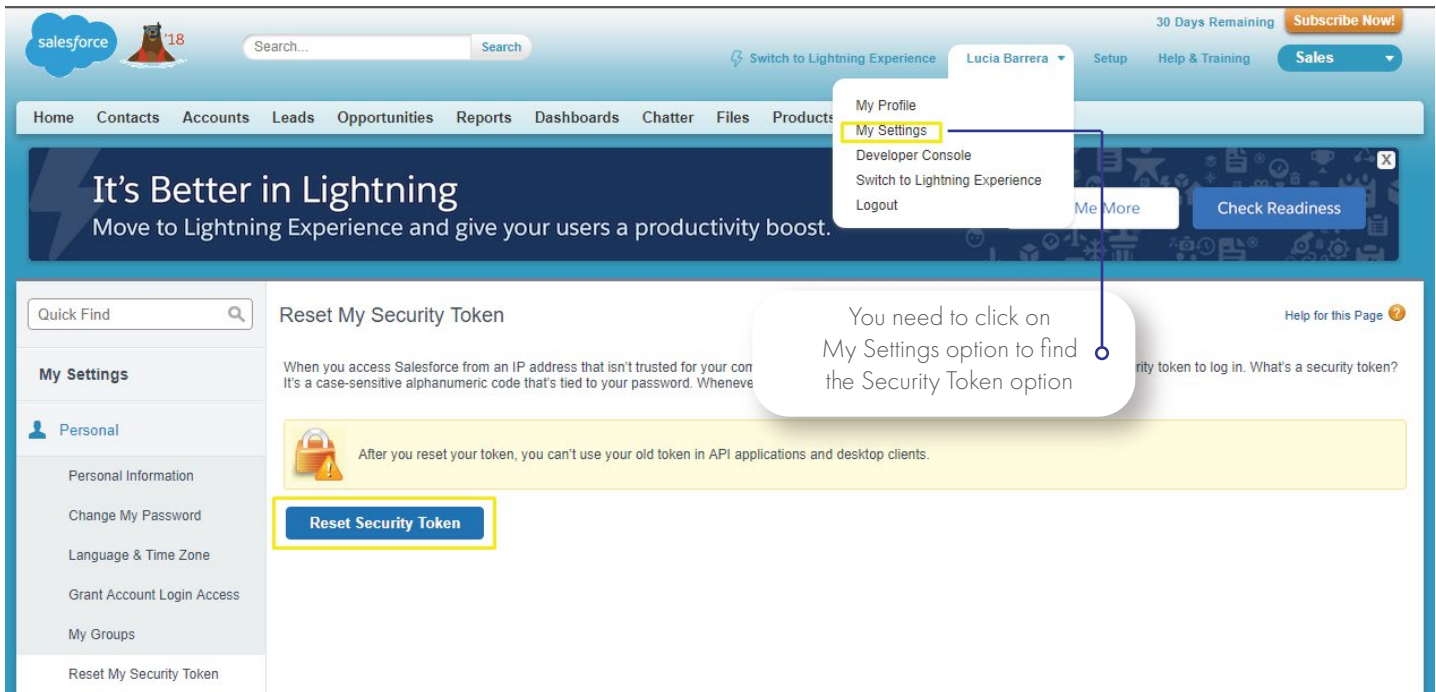 30 Days Remaining Subscribe Now!
salesforce '18 Search... Search
Switch to Lightning Experience Lucia Barrera Setup Help & Training Sales
My Profile
My Settings
Developer Console
Switch to Lightning Experience
Logout
Home Contacts Accounts Leads Opportunities Reports Dashboards Chatter Files Products
It's Better in Lightning
Move to Lightning Experience and give your users a productivity boost.
Me More Check Readiness
X
Quick Find
My Settings
Personal
Personal Information
Change My Password
Language & Time Zone
Grant Account Login Access
My Groups
Reset My Security Token
Reset My Security Token
Help for this Page ?
You need to click on
My Settings option to find
the Security Token option
When you access Salesforce from an IP address that isn't trusted for your token to log in. What's a security token?
It's a case-sensitive alphanumeric code that's tied to your password.
After you reset your token, you can't use your old token in API applications and desktop clients.
Reset Security Token